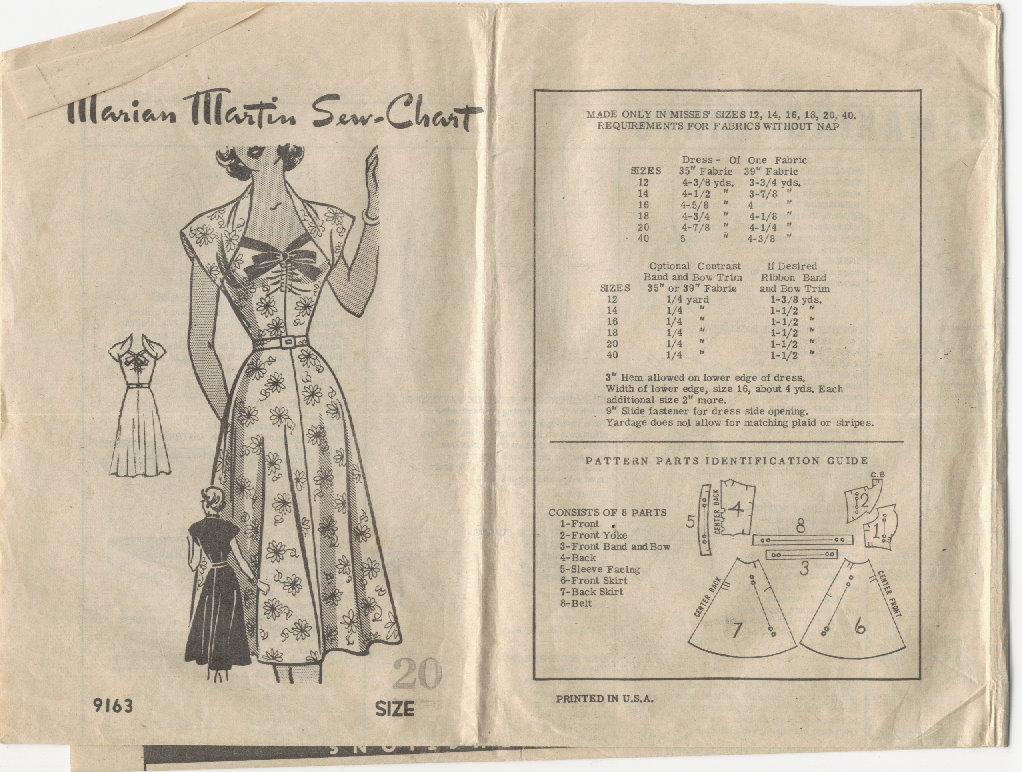 Marian Martin Sew-Chart
20
9163
SIZE
MADE ONLY IN MISSES' SIZES 12, 14, 16, 18, 20, 40.
REQUIREMENTS FOR FABRICS WITHOUT NAP
Dress - Of One Fabric
SIZES 35" Fabric 39" Fabric
12 4-3/8 yds. 3-3/4 yds.
14 4-1/2 " 3-7/8 "
16 4-5/8 " 4 "
18 4-3/4 " 4-1/8 "
20 4-7/8 " 4-1/4 "
40 5 " 4-3/8 "
Optional Contrast If Desired
Band and Bow Trim Ribbon Band
SIZES 35" or 39" Fabric and Bow Trim
12 1/4 yard 1-3/8 yds.
14 1/4 " 1-1/2 "
16 1/4 " 1-1/2 "
18 1/4 " 1-1/2 "
20 1/4 " 1-1/2 "
40 1/4 " 1-1/2 "
3" Hem allowed on lower edge of dress.
Width of lower edge, size 16, about 4 yds. Each
additional size 2" more.
9" Slide fastener for dress side opening.
Yardage does not allow for matching plaid or stripes.
PATTERN PARTS IDENTIFICATION GUIDE
CONSISTS OF 8 PARTS
1-Front
2-Front Yoke
3-Front Band and Bow
4-Back
5-Sleeve Facing
6-Front Skirt
7-Back Skirt
8-Belt
5
CENTER BACK
4
C.B
2
1
8
3
CENTER BACK
7
CENTER FRONT
6
PRINTED IN U.S.A.